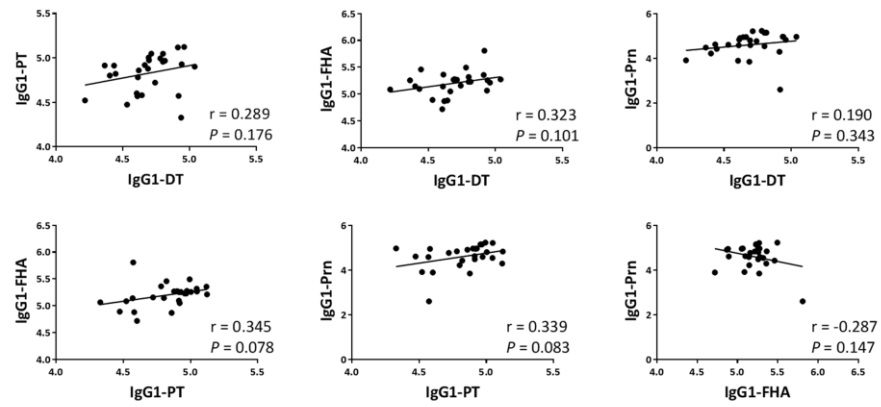 IgG1-PT
5.5
5.0
4.5
4.0
4.0 4.5 5.0 5.5
IgG1-DT
r = 0.289
P = 0.176
IgG1-FHA
6.5
6.0
5.5
5.0
4.5
4.0
4.0 4.5 5.0 5.5
IgG1-DT
r = 0.323
P = 0.101
IgG1-Prn
6
4
2
0
4.0 4.5 5.0 5.5
IgG1-DT
r = 0.190
P = 0.343
IgG1-FHA
6.5
6.0
5.5
5.0
4.5
4.0
4.0 4.5 5.0 5.5
IgG1-PT
r = 0.345
P = 0.078
IgG1-Prn
6
4
2
0
4.0 4.5 5.0 5.5
IgG1-PT
r = 0.339
P = 0.083
IgG1-Prn
6
4
2
0
4.0 4.5 5.0 5.5 6.0 6.5
IgG1-FHA
r = -0.287
P = 0.147